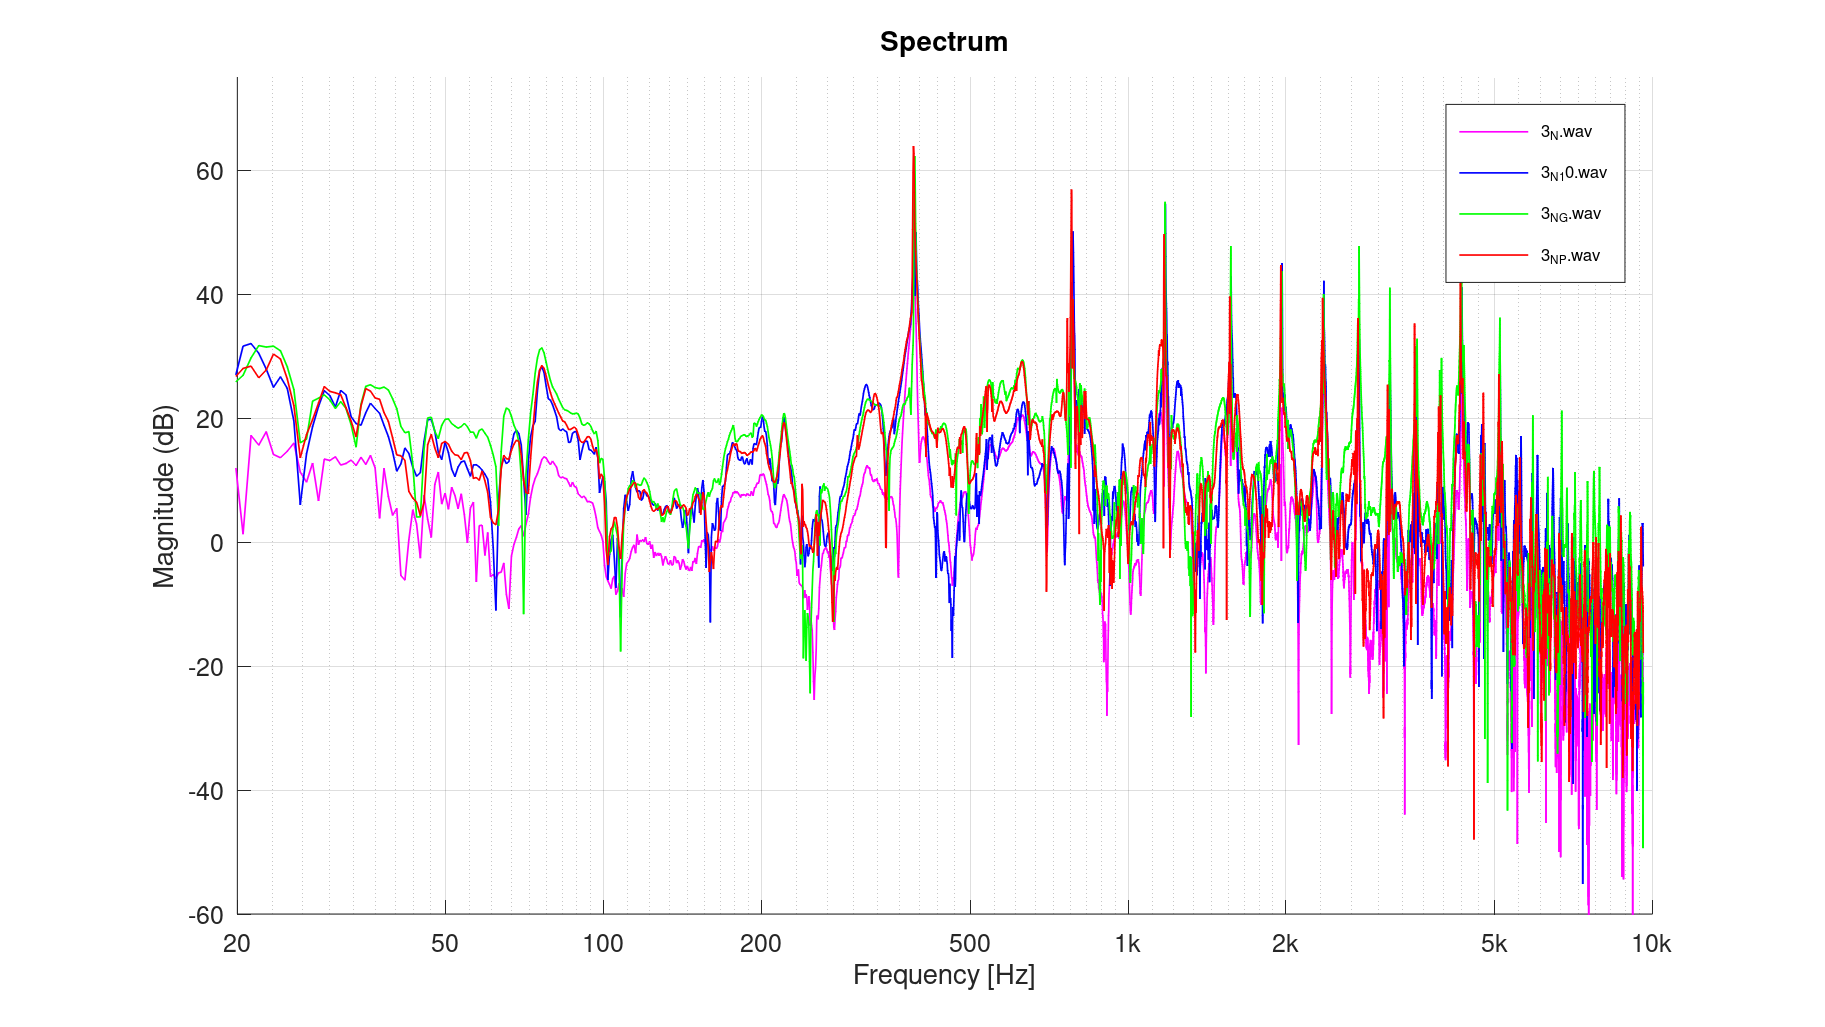 Spectrum
3N.wav
3N10.wav
3NG.wav
3NP.wav
60
40
20
0
-20
-40
-60
Magnitude (dB)
20 50 100 200 500 1k 2k 5k 10k
Frequency [Hz]